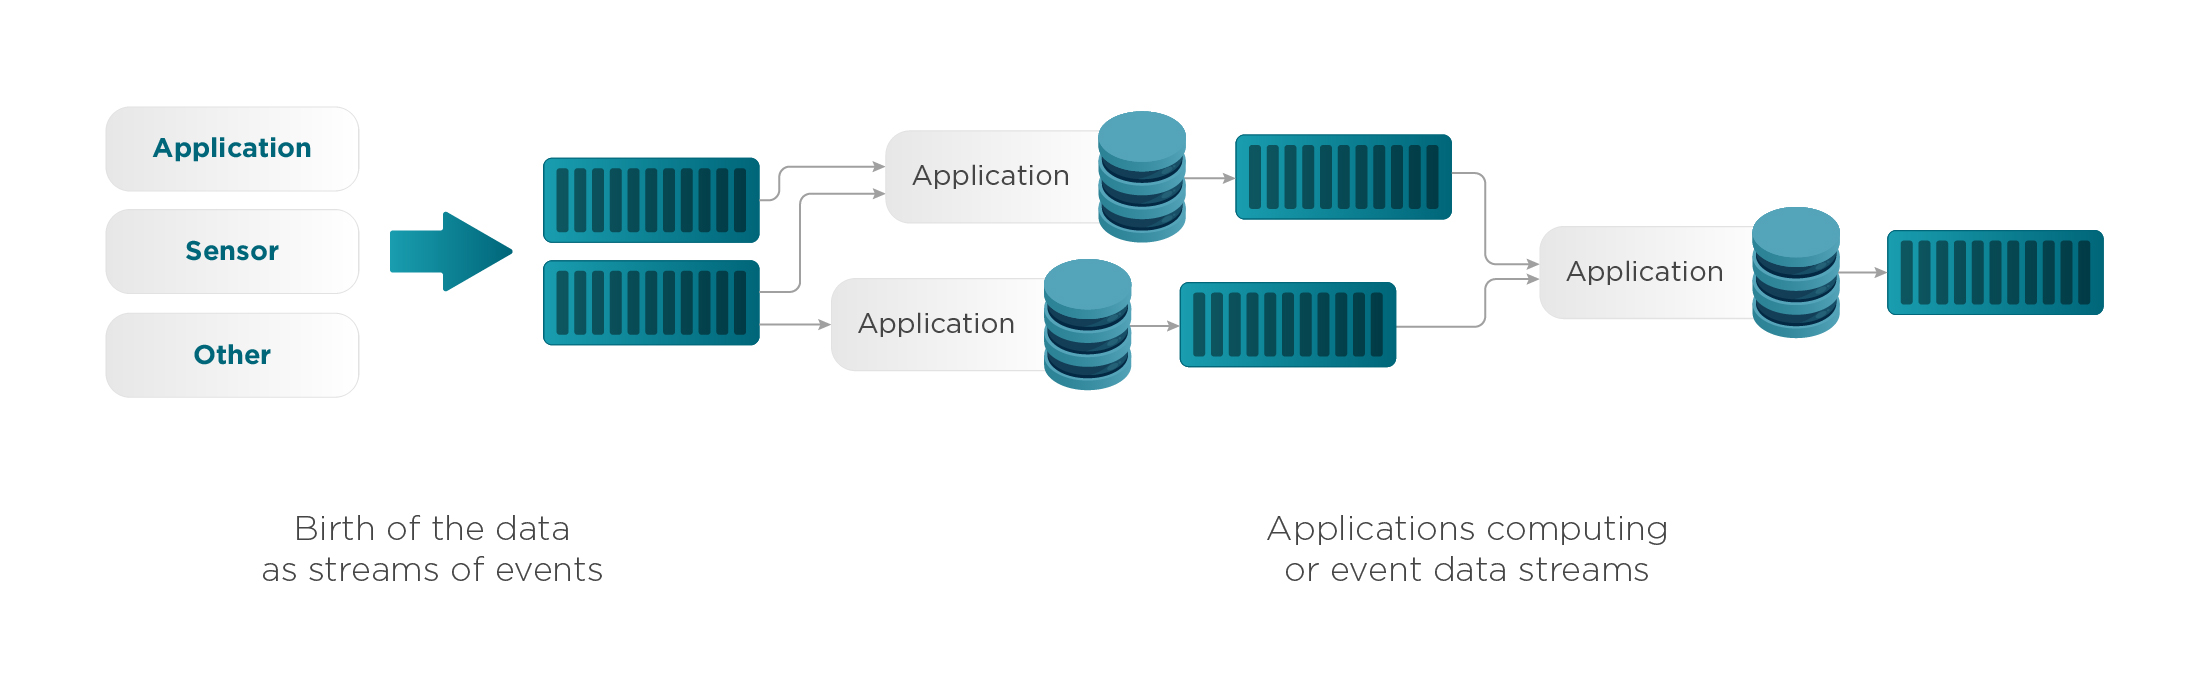 Application
Sensor
Other
Application
Application
Application
Birth of the data
as streams of events
Applications computing
or event data streams